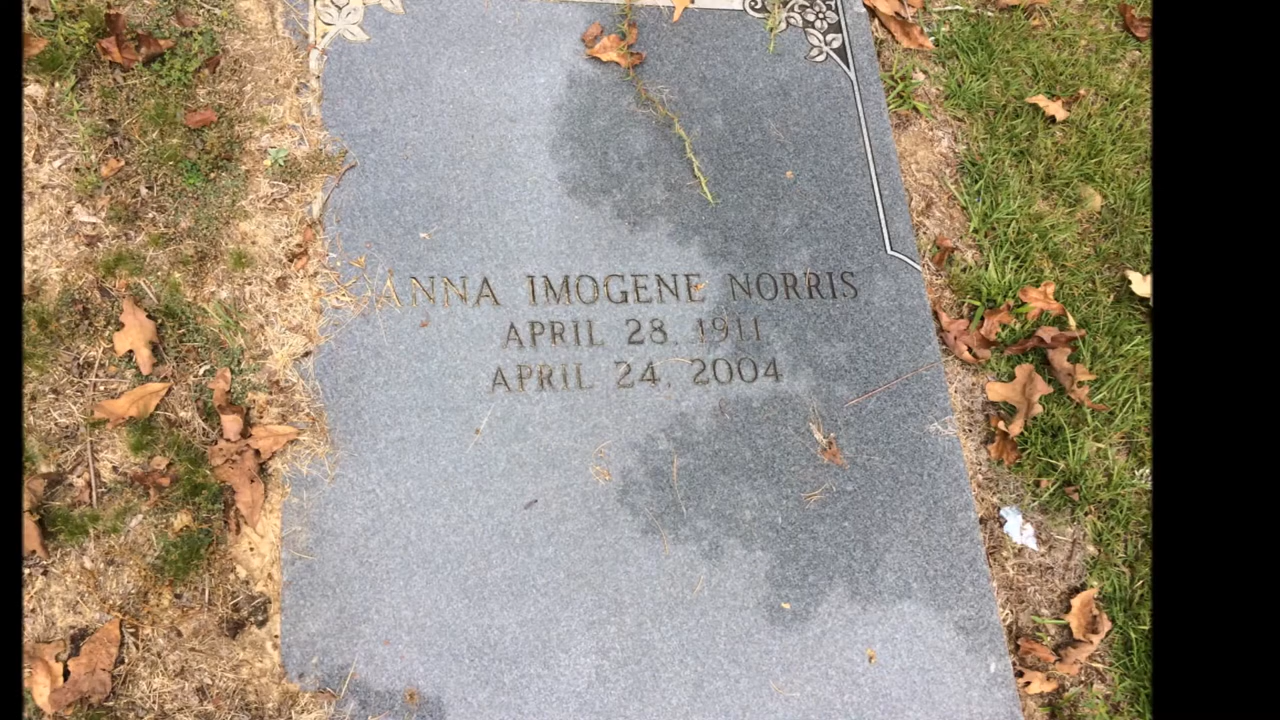 ANNA IMOGENE NORRIS
APRIL 28, 1911
APRIL 24, 2004